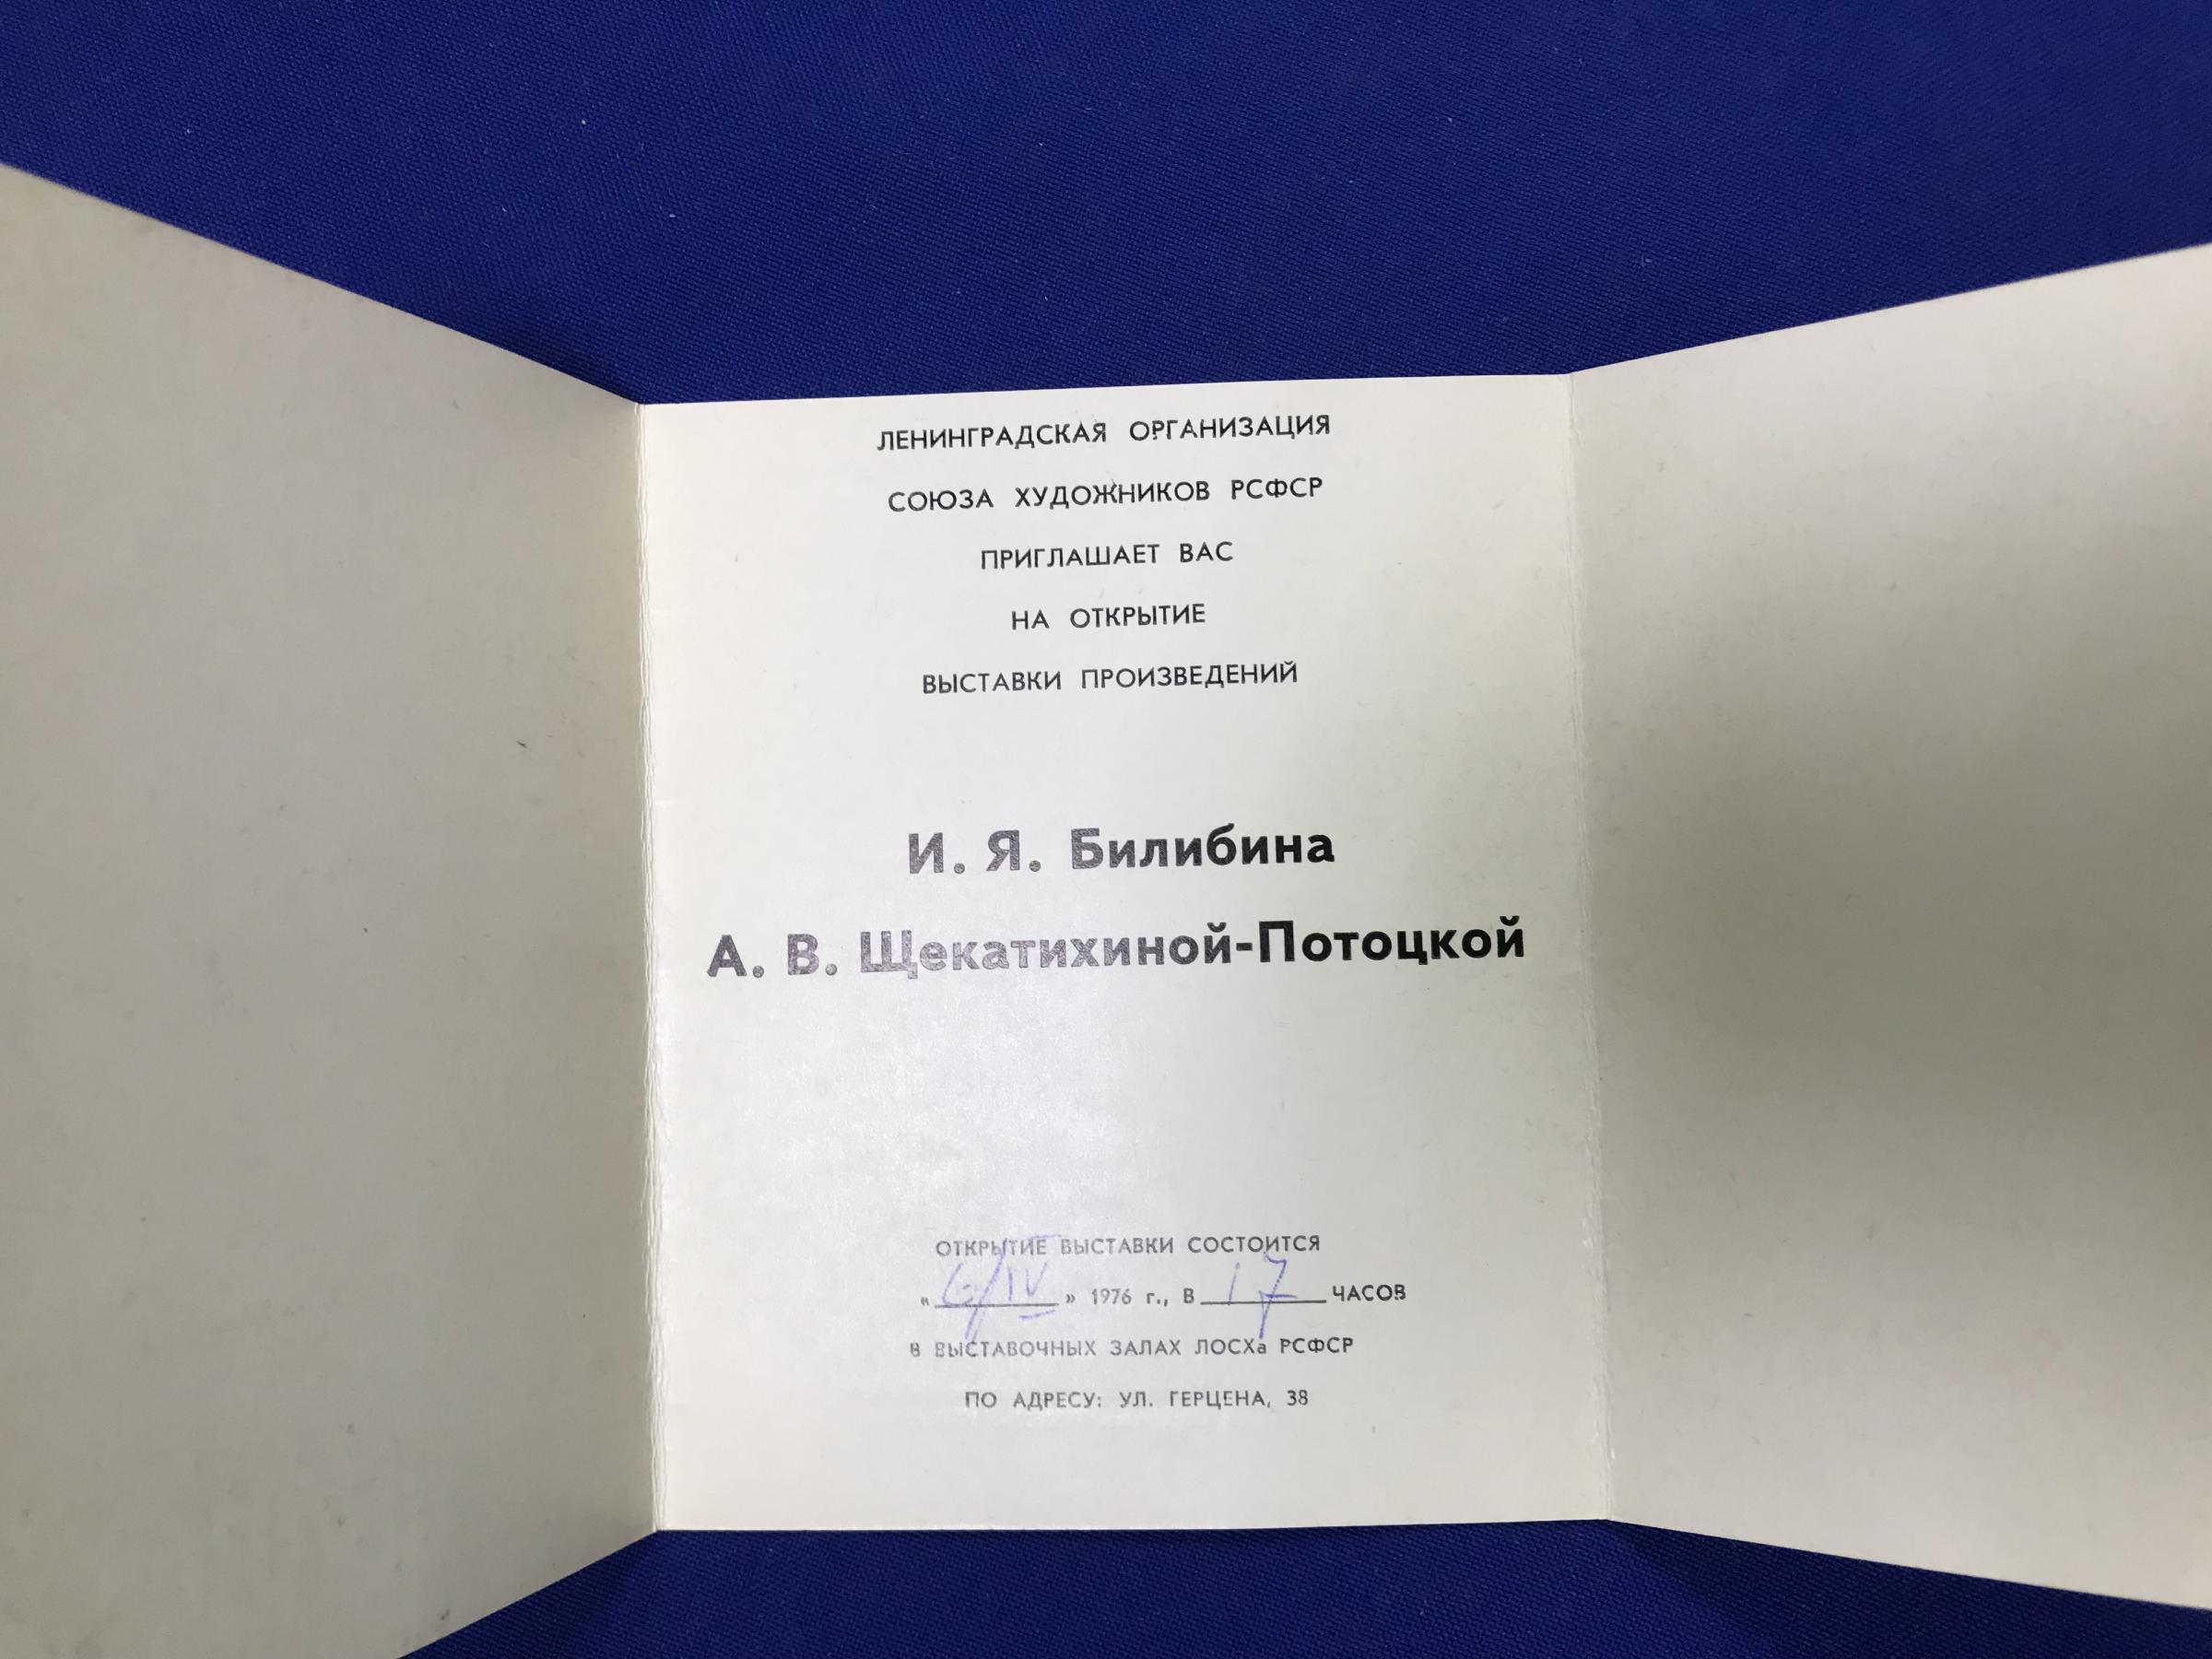 ЛЕНИНГРАДСКАЯ ОРГАНИЗАЦИЯ
СОЮЗА ХУДОЖНИКОВ РСФСР
ПРИГЛАШАЕТ ВАС
НА ОТКРЫТИЕ
ВЫСТАВКИ ПРОИЗВЕДЕНИЙ
И. Я. Билибина
А. В. Щекатихиной-Потоцкой
ОТКРЫТИЕ ВЫСТАВКИ СОСТОИТСЯ
« 6/IV » 1976 г., В 17 ЧАСОВ
В ВЫСТАВОЧНЫХ ЗАЛАХ ЛОСХа РСФСР
ПО АДРЕСУ: УЛ. ГЕРЦЕНА, 38